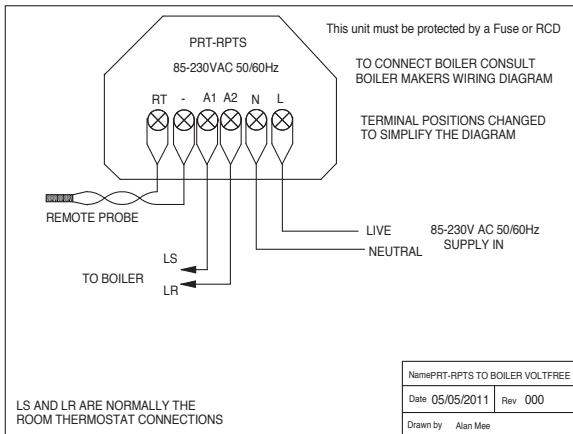 This unit must be protected by a Fuse or RCD
PRT-RPTS
85-230VAC 50/60Hz
TO CONNECT BOILER CONSULT
BOILER MAKERS WIRING DIAGRAM
RT - A1 A2 N L
TERMINAL POSITIONS CHANGED
TO SIMPLIFY THE DIAGRAM
REMOTE PROBE
LIVE
NEUTRAL
85-230V AC 50/60Hz
SUPPLY IN
LS
TO BOILER
LR
LS AND LR ARE NORMALLY THE
ROOM THERMOSTAT CONNECTIONS
NamePRT-RPTS TO BOILER VOLTFREE
Date 05/05/2011 Rev 000
Drawn by Alan Mee